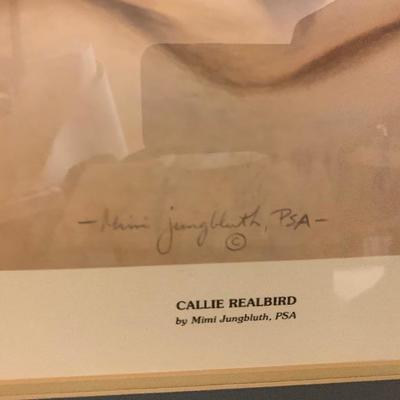 -Mimi Jungbluth, PSA-
©
CALLIE REALBIRD
by Mimi Jungbluth, PSA